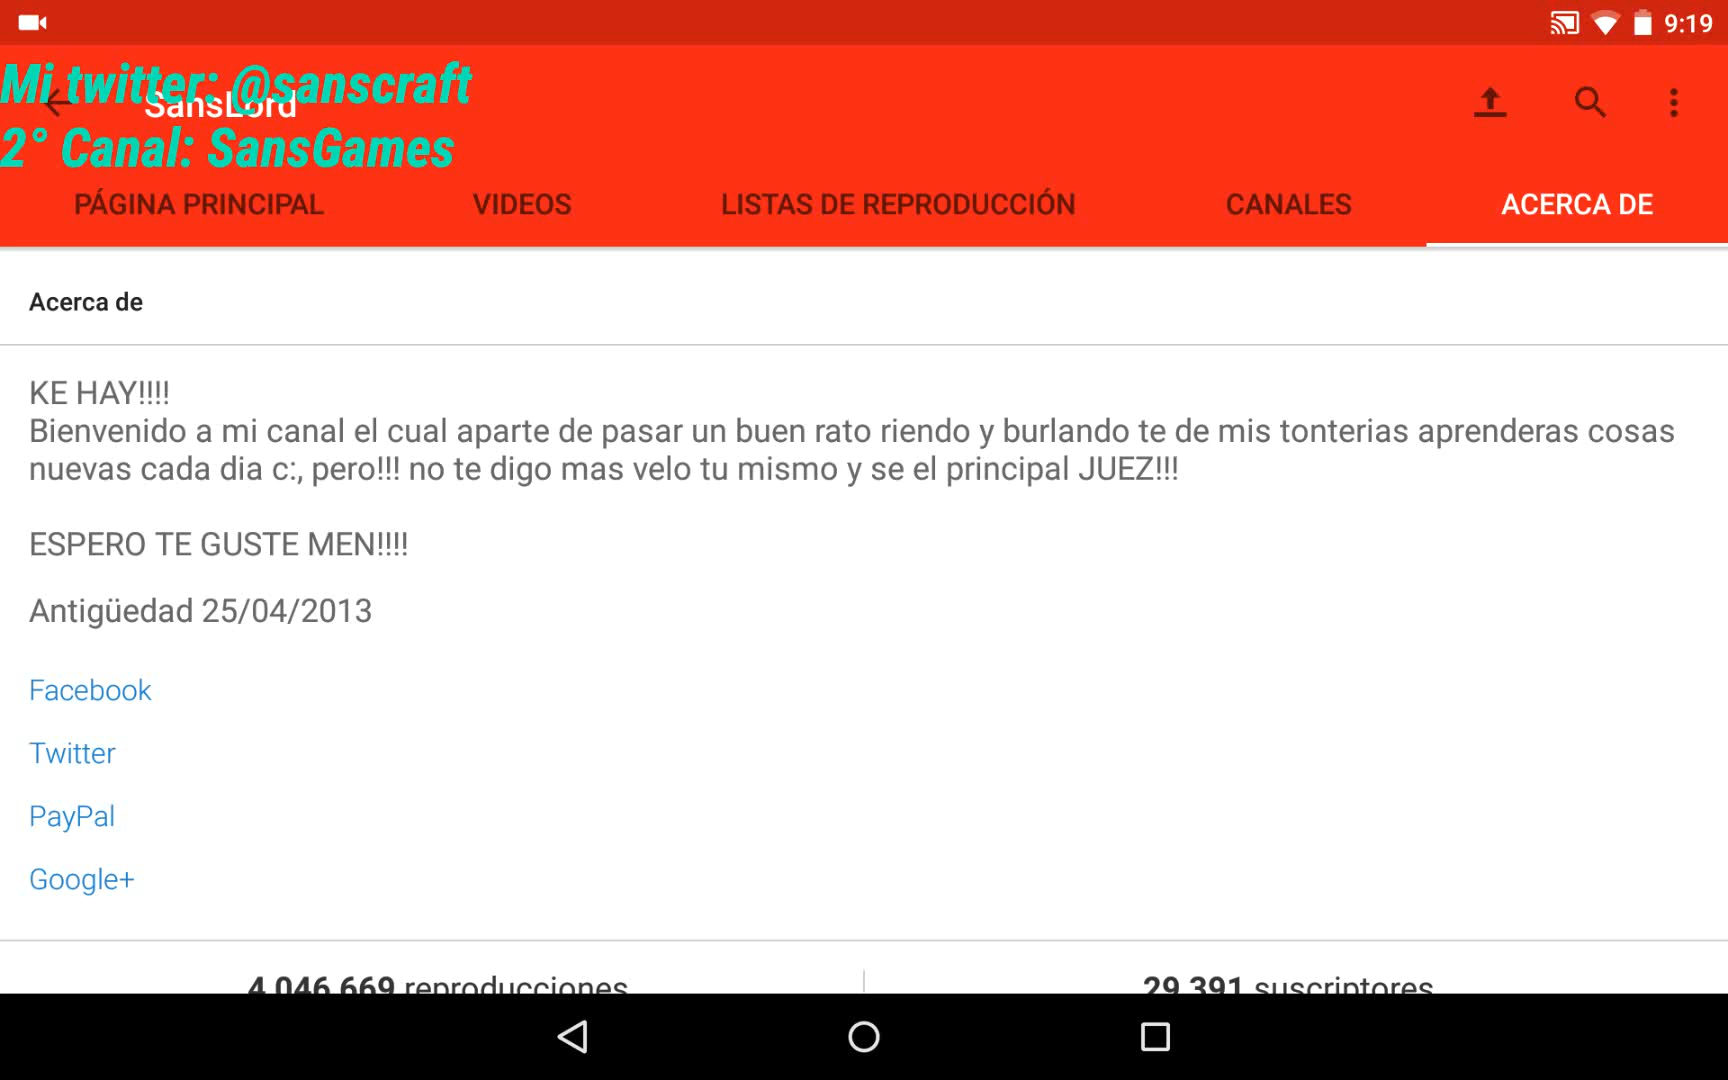 9:19
Mi twitter: @sanscraft
SansLord
2° Canal: SansGames
PÁGINA PRINCIPAL VIDEOS LISTAS DE REPRODUCCIÓN CANALES ACERCA DE
Acerca de
KE HAY!!!!
Bienvenido a mi canal el cual aparte de pasar un buen rato riendo y burlando te de mis tonterias aprenderas cosas
nuevas cada dia c:, pero!!! no te digo mas velo tu mismo y se el principal JUEZ!!!
ESPERO TE GUSTE MEN!!!!
Antigüedad 25/04/2013
Facebook
Twitter
PayPal
Google+
4 046 669 reproducciones 29 391 suscriptores